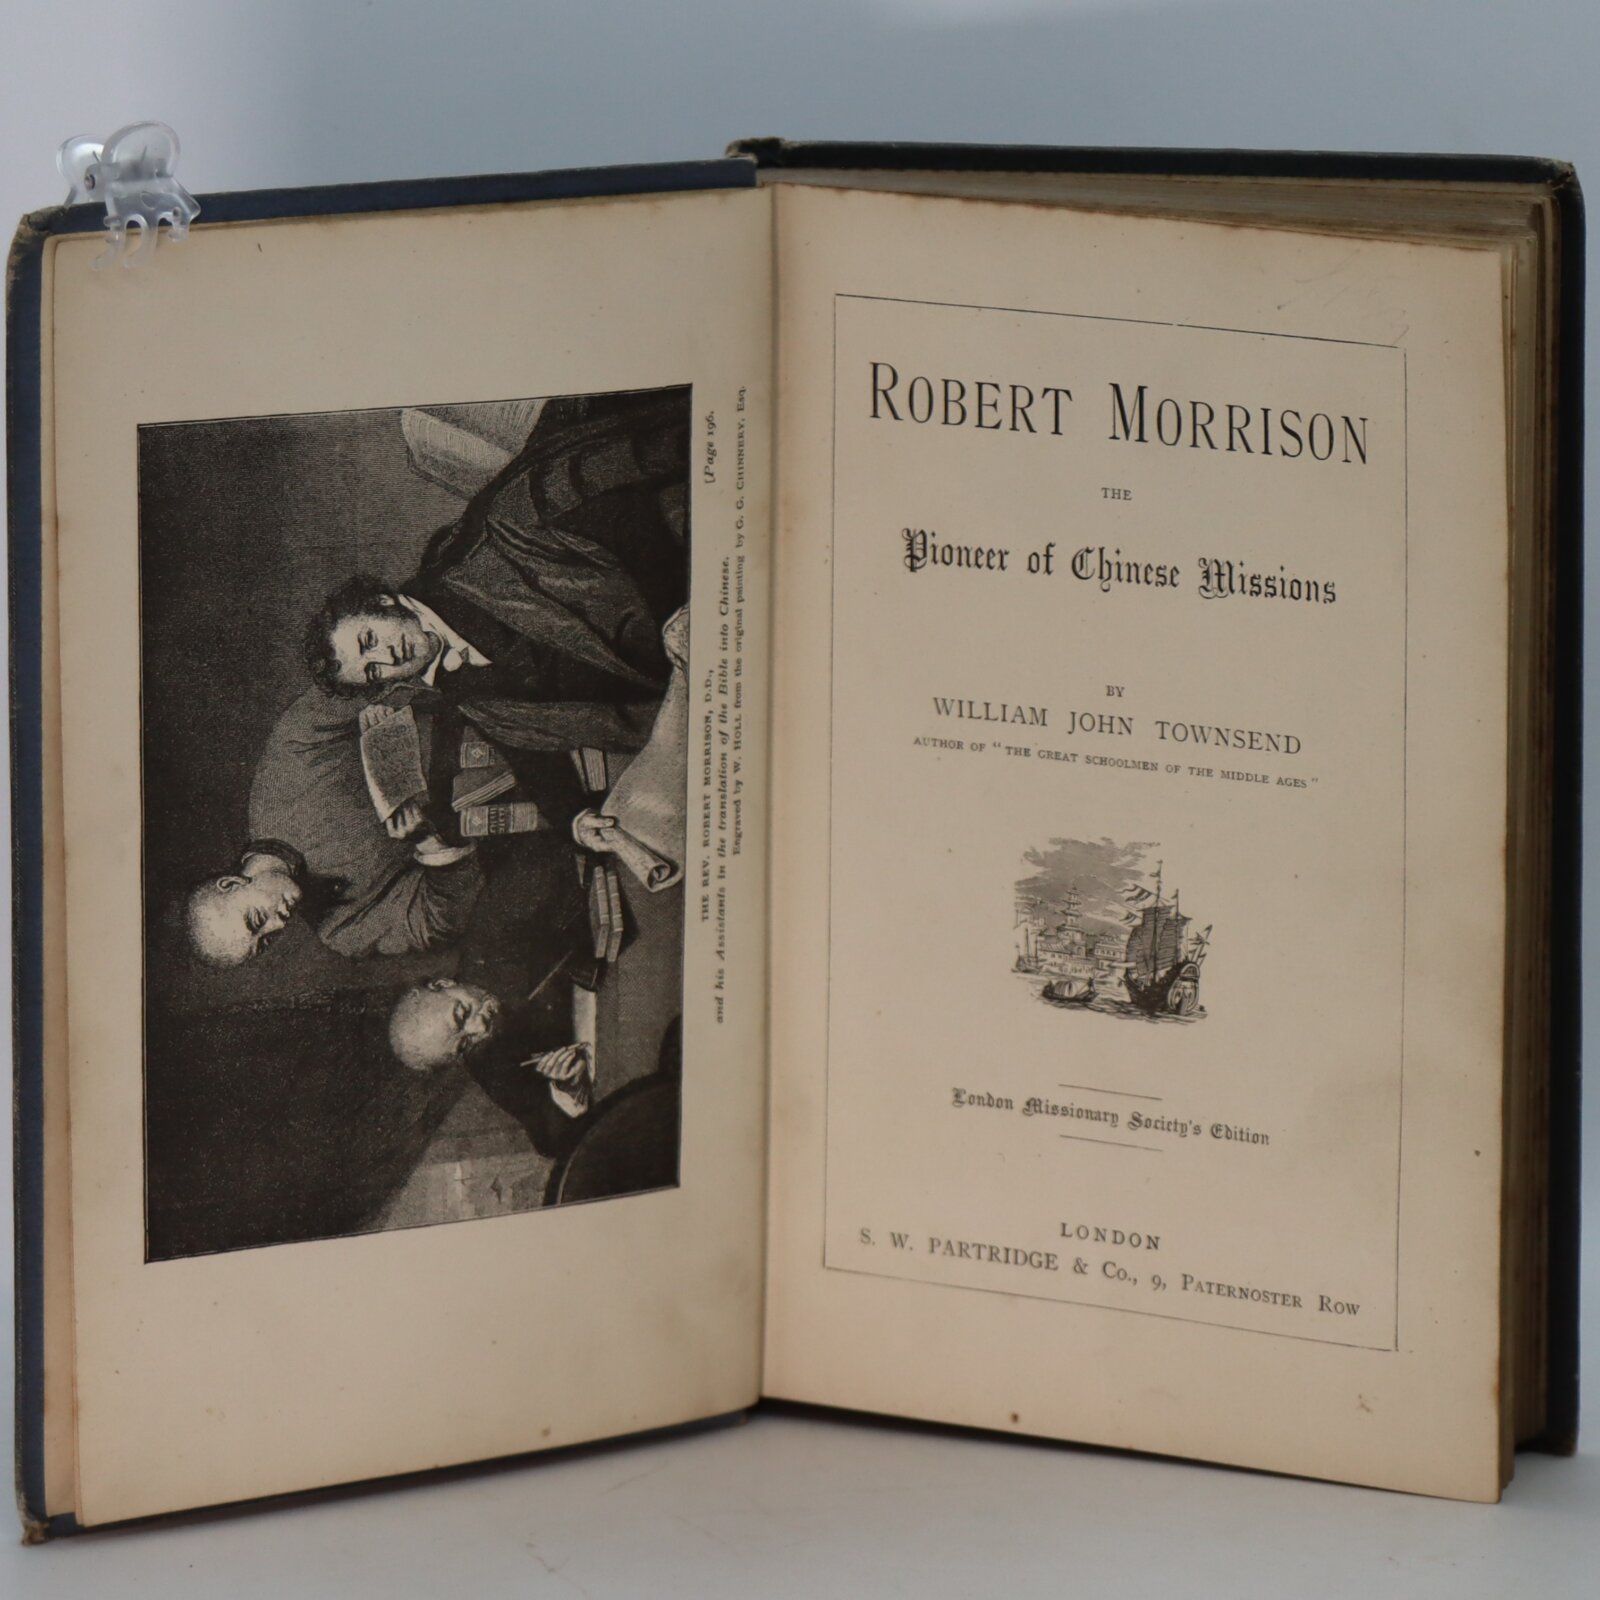 [Page 196.
THE REV. ROBERT MORRISON, D.D.,
and his Assistants in the translation of the Bible into Chinese.
Engraved by W. HOLL from the original painting by G. G. CHINNERY, Esq.
ROBERT MORRISON
THE
Pioneer of Chinese Missions
BY
WILLIAM JOHN TOWNSEND
AUTHOR OF "THE GREAT SCHOOLMEN OF THE MIDDLE AGES"
London Missionary Society's Edition
LONDON
S. W. PARTRIDGE & Co., 9, PATERNOSTER ROW